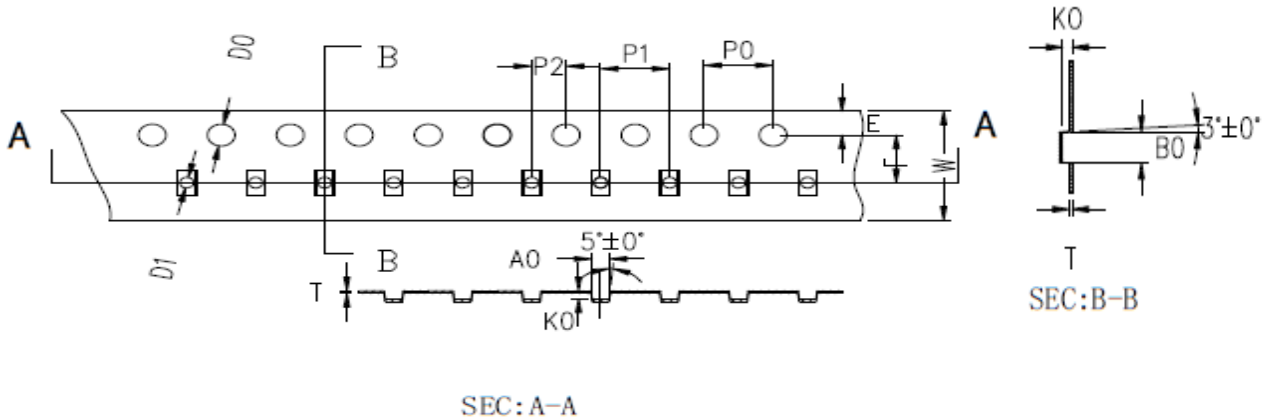 D0
B
P2
P1
P0
A
E
F
W
A
D1
B
5°±0°
A0
T
K0
SEC:A-A
K0
3°±0°
B0
T
SEC:B-B